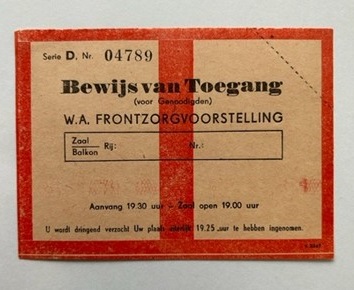 Serie D, Nr. 04789
Bewijs van Toegang
(voor Genoodigden)
W.A. FRONTZORGVOORSTELLING
Zaal
Balkon Rij: Nr.:
Aanvang 19:30 uur – Zaal open 19.00 uur
U wordt dringend verzocht Uw plaats uiterlijk 19.25 uur te hebben ingenomen.